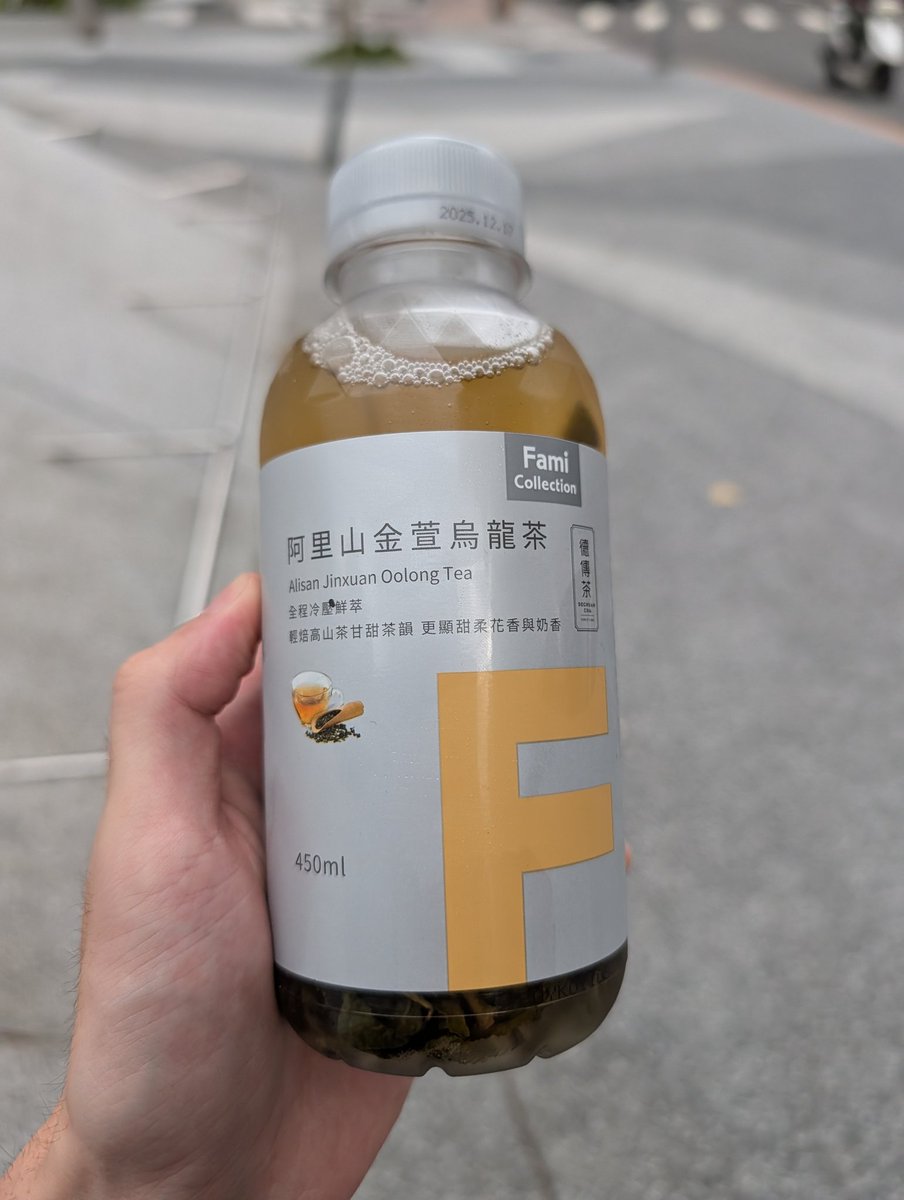 2025.12.17
Fami
Collection
阿里山金萱烏龍茶
Alisan Jinxuan Oolong Tea
全程冷壓鮮萃
輕焙高山茶甘甜茶韻 更顯甜柔花香與奶香
德傳茶
450ml
F